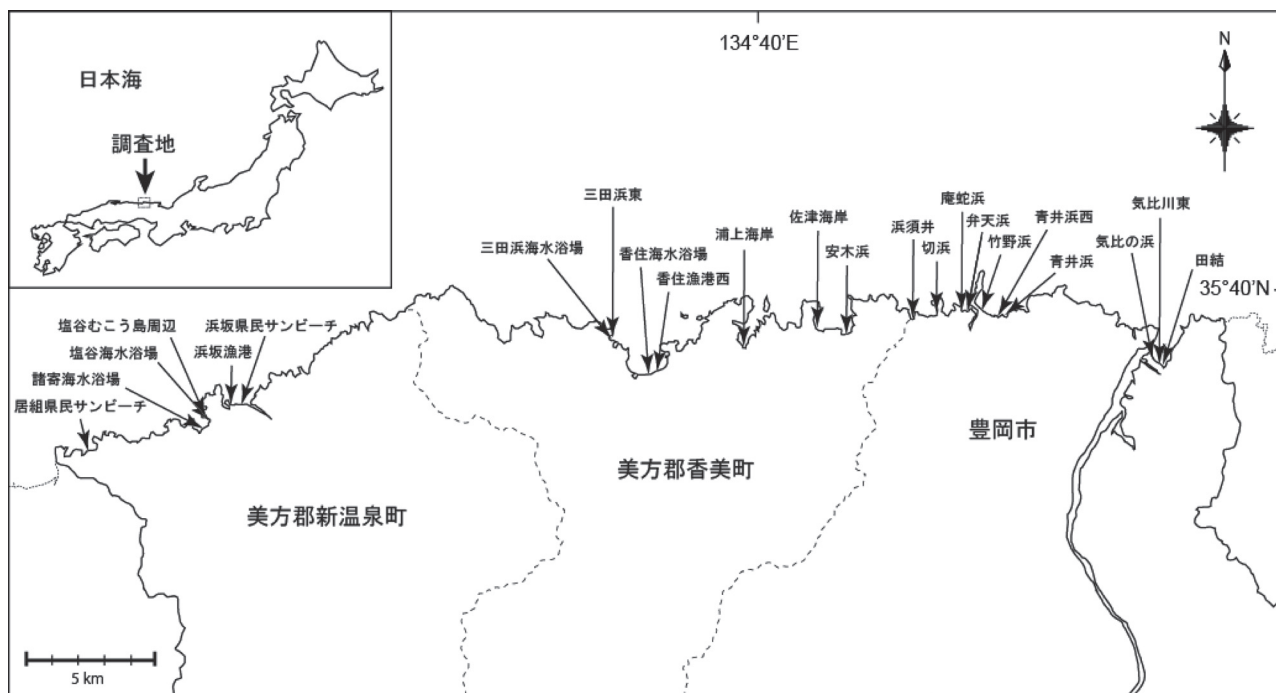 134°40'E
N
日本海
調査地
三田浜東
三田浜海水浴場
香住海水浴場
香住漁港西
浦上海岸
佐津海岸
安木浜
浜須井
切浜
庵蛇浜
弁天浜
竹野浜
青井浜西
青井浜
気比の浜
気比川東
田結
35°40'N
塩谷むこう島周辺
塩谷海水浴場
諸寄海水浴場
居組県民サンビーチ
浜坂県民サンビーチ
浜坂漁港
豊岡市
美方郡香美町
美方郡新温泉町
5 km